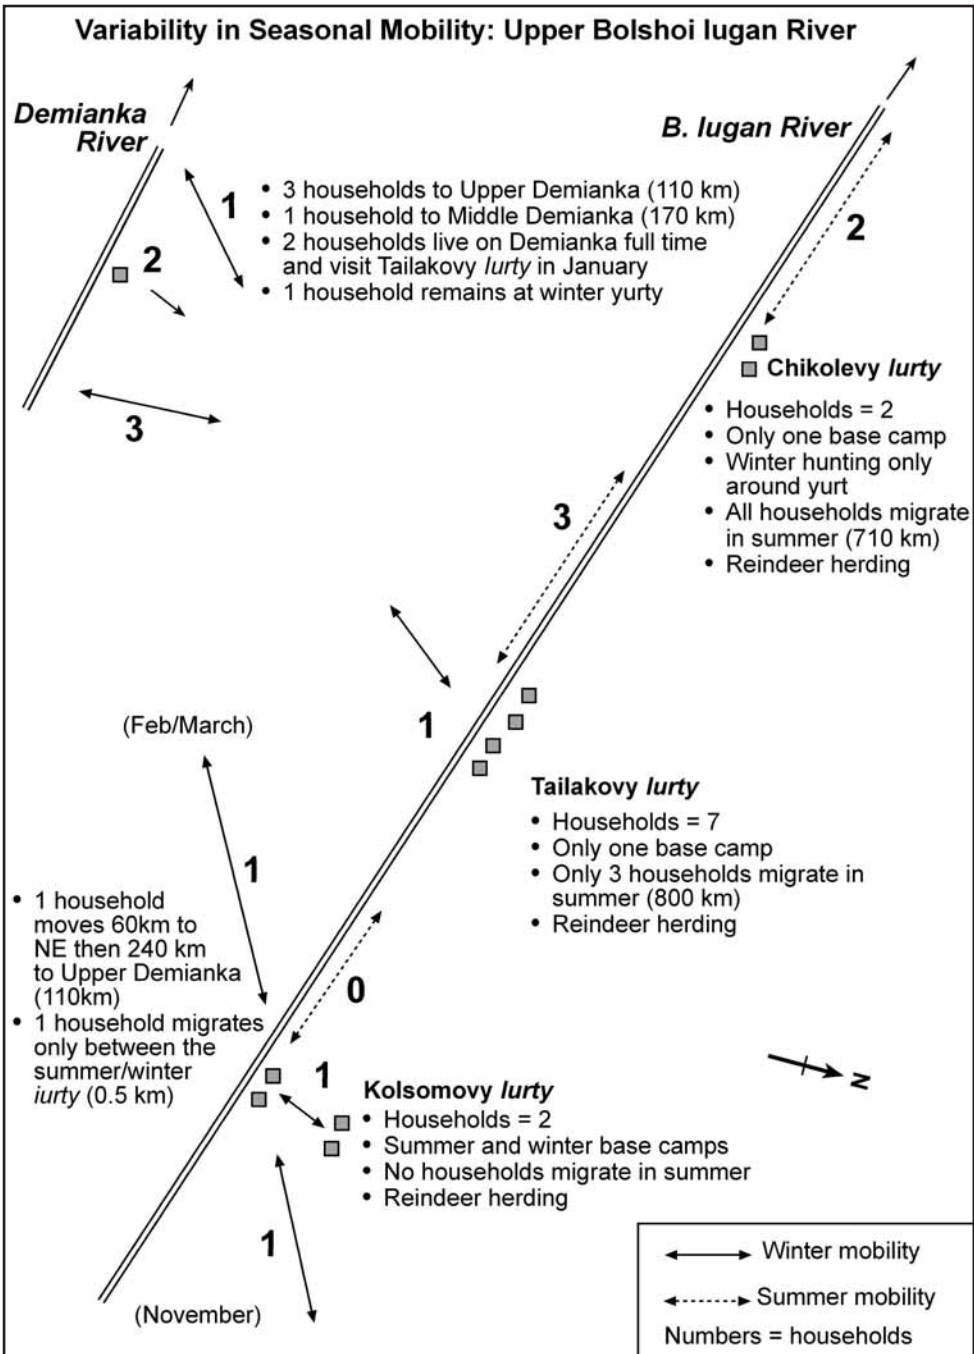 Variability in Seasonal Mobility: Upper Bolshoi Iugan River
Demianka
River
B. Iugan River
1
• 3 households to Upper Demianka (110 km)
• 1 household to Middle Demianka (170 km)
• 2 households live on Demianka full time
and visit Tailakovy Iurty in January
• 1 household remains at winter yurty
2
3
2
Chikolevy Iurty
• Households = 2
• Only one base camp
• Winter hunting only
around yurt
• All households migrate
in summer (710 km)
• Reindeer herding
3
1
Tailakovy Iurty
• Households = 7
• Only one base camp
• Only 3 households migrate in
summer (800 km)
• Reindeer herding
(Feb/March)
1
• 1 household
moves 60km to
NE then 240 km
to Upper Demianka
(110km)
• 1 household migrates
only between the
summer/winter
iurty (0.5 km)
0
1
Kolsomovy Iurty
• Households = 2
• Summer and winter base camps
• No households migrate in summer
• Reindeer herding
1
(November)
N
Winter mobility
Summer mobility
Numbers = households